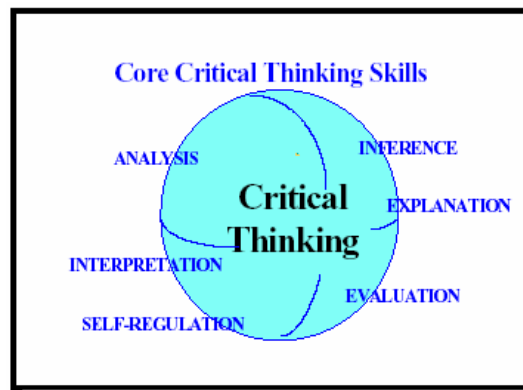 Core Critical Thinking Skills
ANALYSIS
INFERENCE
Critical
Thinking
EXPLANATION
INTERPRETATION
EVALUATION
SELF-REGULATION